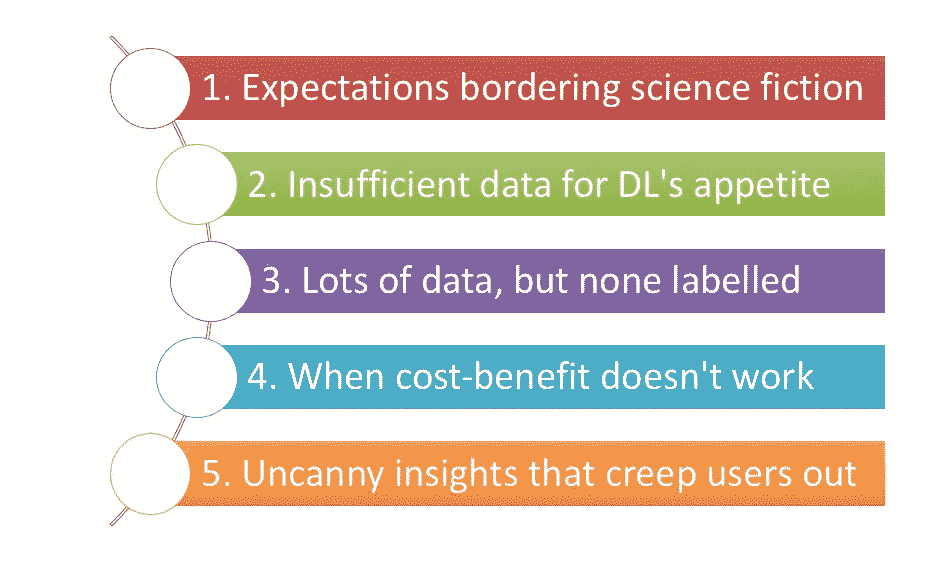 1. Expectations bordering science fiction
2. Insufficient data for DL's appetite
3. Lots of data, but none labelled
4. When cost-benefit doesn't work
5. Uncanny insights that creep users out